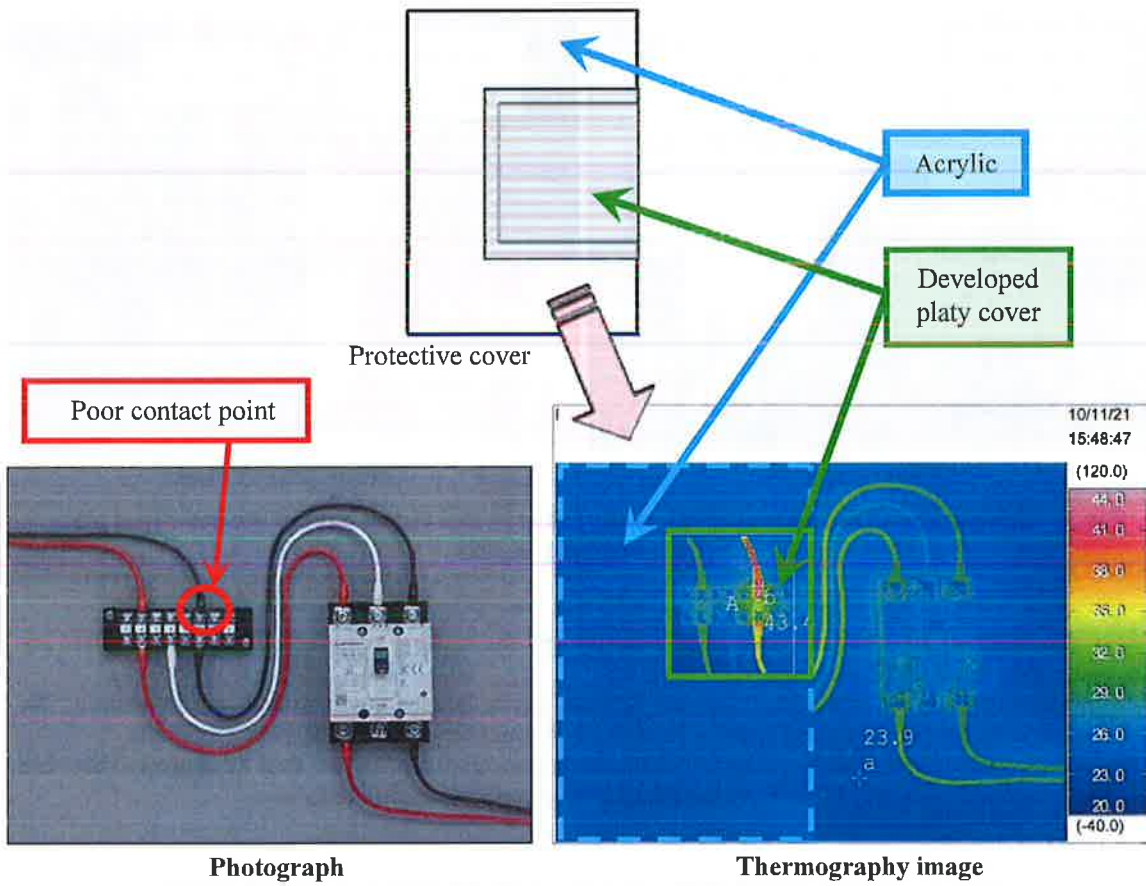 Acrylic
Developed
platy cover
Protective cover
Poor contact point
10/11/21
15:48:47
(120.0)
44.0
41.0
38.0
35.0
32.0
29.0
26.0
23.0
20.0
(-40.0)
A
b
43.4
23.9
a
Photograph
Thermography image